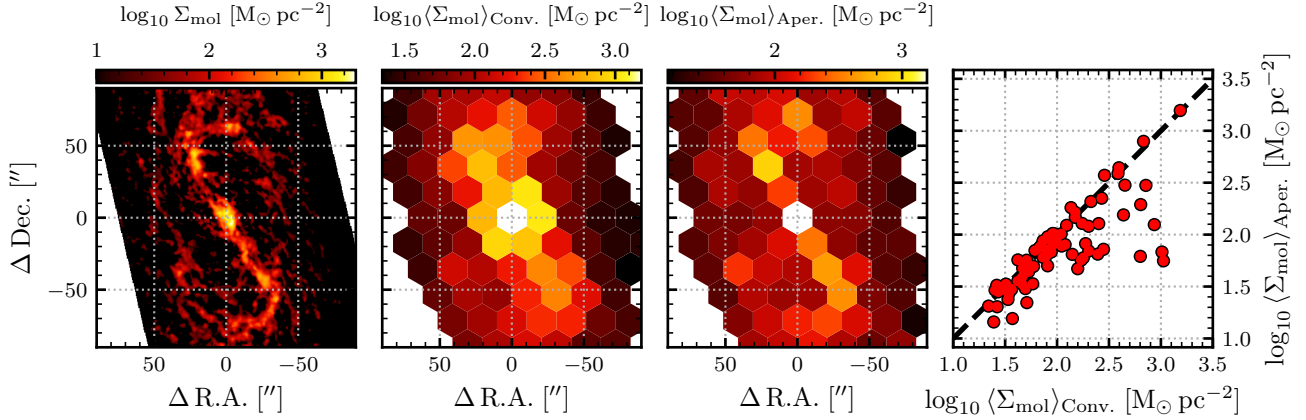 log₁₀ Σmol [M⊙ pc⁻²]
1 2 3
log₁₀⟨Σmol⟩Conv. [M⊙ pc⁻²]
1.5 2.0 2.5 3.0
log₁₀⟨Σmol⟩Aper. [M⊙ pc⁻²]
2 3
Δ Dec. [′′]
50
0
−50
50 0 −50
Δ R.A. [′′]
50 0 −50
Δ R.A. [′′]
50 0 −50
Δ R.A. [′′]
3.5
3.0
2.5
2.0
1.5
1.0
log₁₀ ⟨Σmol⟩Aper. [M⊙ pc⁻²]
1.0 1.5 2.0 2.5 3.0 3.5
log₁₀ ⟨Σmol⟩Conv. [M⊙ pc⁻²]